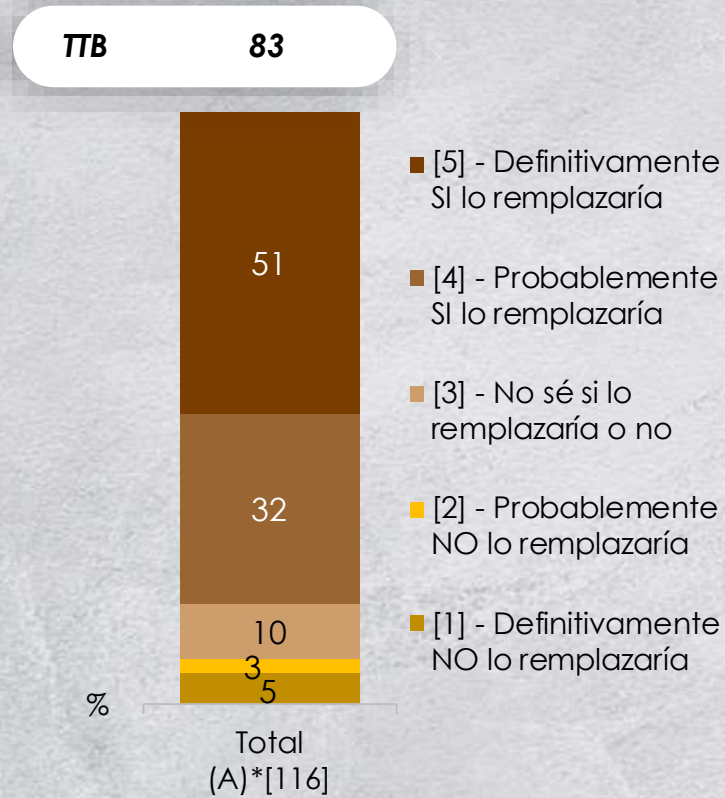 TTB 83
51
32
10
3
5
%
Total
(A)*[116]
[5] - Definitivamente
SI lo remplazaría
[4] - Probablemente
SI lo remplazaría
[3] - No sé si lo
remplazaría o no
[2] - Probablemente
NO lo remplazaría
[1] - Definitivamente
NO lo remplazaría